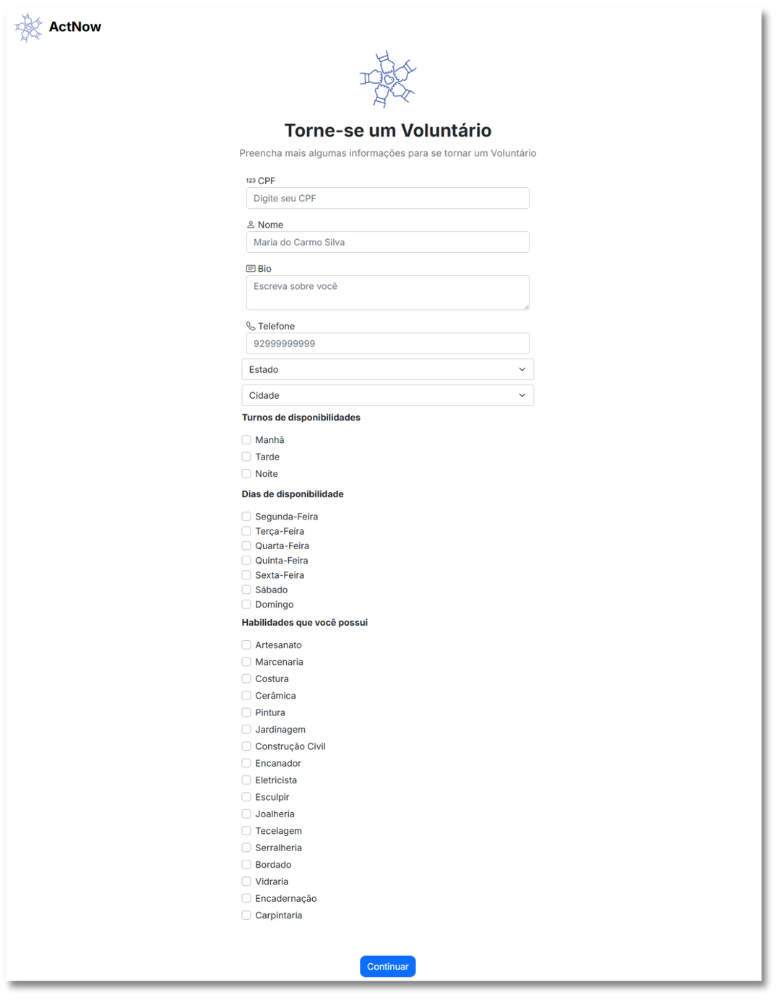 ActNow
Torne-se um Voluntário
Preencha mais algumas informações para se tornar um Voluntário
123 CPF
Digite seu CPF
Nome
Maria do Carmo Silva
Bio
Escreva sobre você
Telefone
92999999999
Estado
Cidade
Turnos de disponibilidades
Manhã
Tarde
Noite
Dias de disponibilidade
Segunda-Feira
Terça-Feira
Quarta-Feira
Quinta-Feira
Sexta-Feira
Sábado
Domingo
Habilidades que você possui
Artesanato
Marcenaria
Costura
Cerâmica
Pintura
Jardinagem
Construção Civil
Encanador
Eletricista
Esculpir
Joalheria
Tecelagem
Serralheria
Bordado
Vidraria
Encadernação
Carpintaria
Continuar